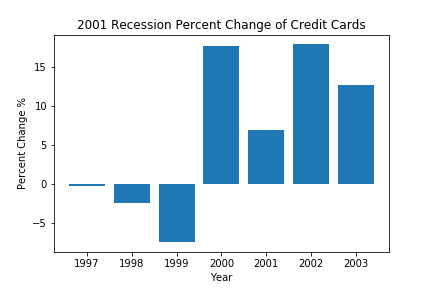 2001 Recession Percent Change of Credit Cards
Percent Change %
15
10
5
0
−5
1997 1998 1999 2000 2001 2002 2003
Year